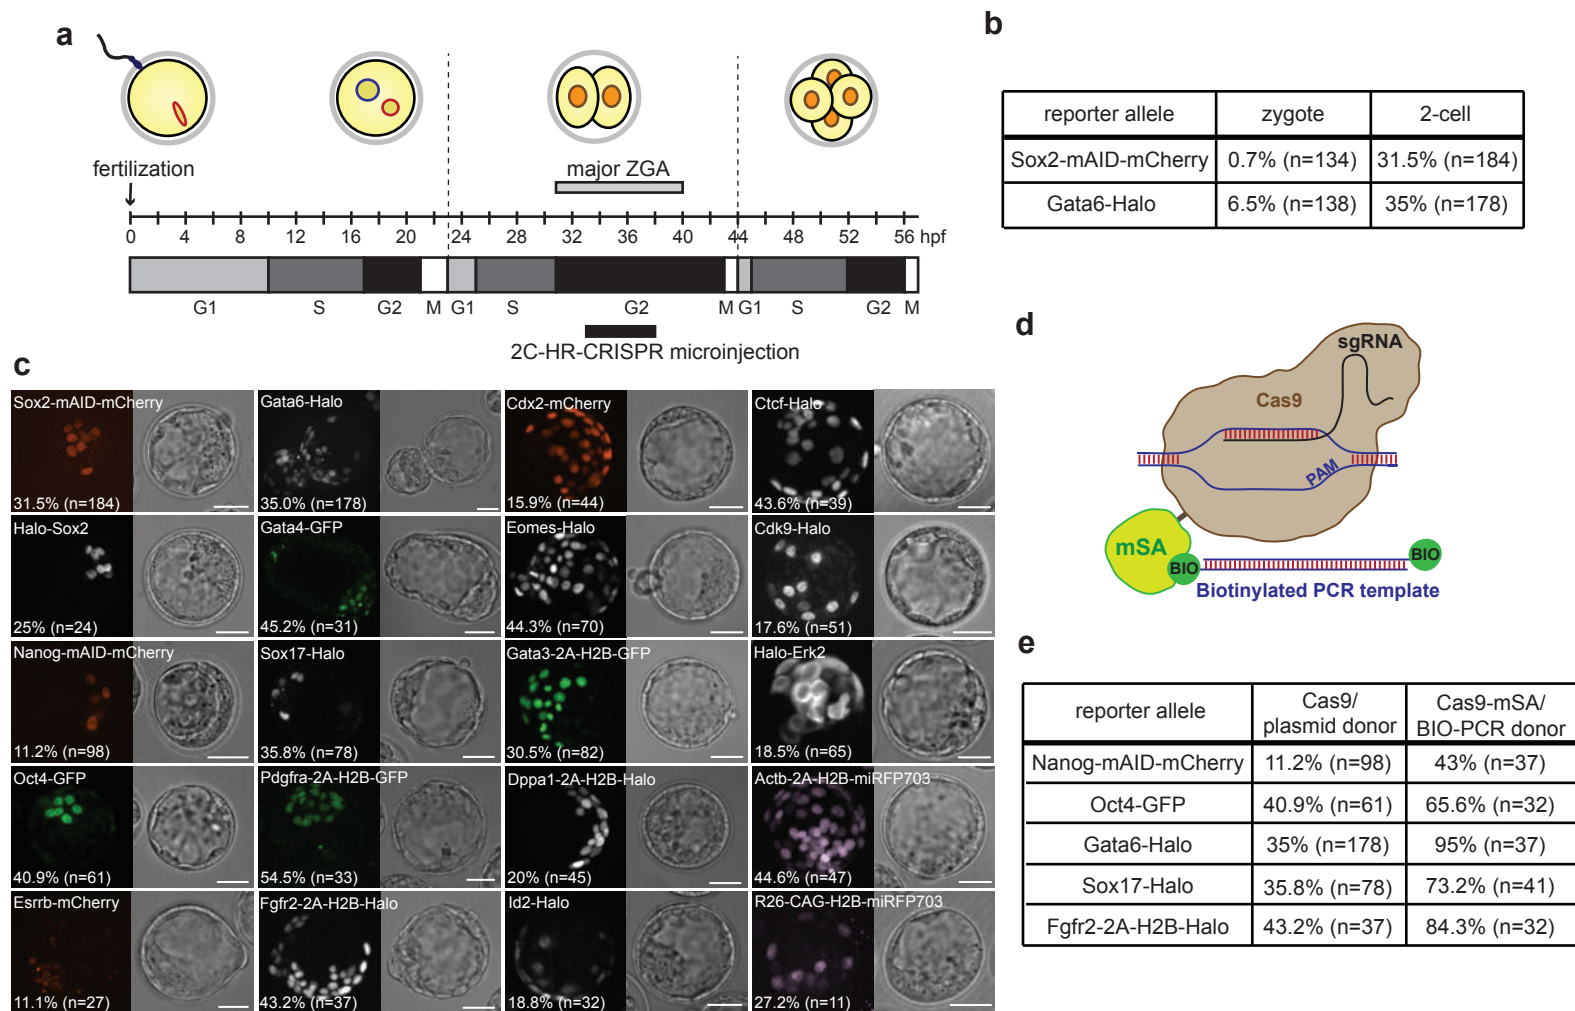 a
fertilization
major ZGA
0 4 8 12 16 20 24 28 32 36 40 44 48 52 56 hpf
G1 S G2 M G1 S G2 M G1 S G2 M
2C-HR-CRISPR microinjection
b
reporter allele zygote 2-cell
Sox2-mAID-mCherry 0.7% (n=134) 31.5% (n=184)
Gata6-Halo 6.5% (n=138) 35% (n=178)
c
Sox2-mAID-mCherry Gata6-Halo Cdx2-mCherry Ctcf-Halo
31.5% (n=184) 35.0% (n=178) 15.9% (n=44) 43.6% (n=39)
Halo-Sox2 Gata4-GFP Eomes-Halo Cdk9-Halo
25% (n=24) 45.2% (n=31) 44.3% (n=70) 17.6% (n=51)
Nanog-mAID-mCherry Sox17-Halo Gata3-2A-H2B-GFP Halo-Erk2
11.2% (n=98) 35.8% (n=78) 30.5% (n=82) 18.5% (n=65)
Oct4-GFP Pdgfra-2A-H2B-GFP Dppa1-2A-H2B-Halo Actb-2A-H2B-miRFP703
40.9% (n=61) 54.5% (n=33) 20% (n=45) 44.6% (n=47)
Esrrb-mCherry Fgfr2-2A-H2B-Halo Id2-Halo R26-CAG-H2B-miRFP703
11.1% (n=27) 43.2% (n=37) 18.8% (n=32) 27.2% (n=11)
d
sgRNA
Cas9
PAM
mSA
BIO
BIO
Biotinylated PCR template
e
reporter allele Cas9/ plasmid donor Cas9-mSA/ BIO-PCR donor
Nanog-mAID-mCherry 11.2% (n=98) 43% (n=37)
Oct4-GFP 40.9% (n=61) 65.6% (n=32)
Gata6-Halo 35% (n=178) 95% (n=37)
Sox17-Halo 35.8% (n=78) 73.2% (n=41)
Fgfr2-2A-H2B-Halo 43.2% (n=37) 84.3% (n=32)